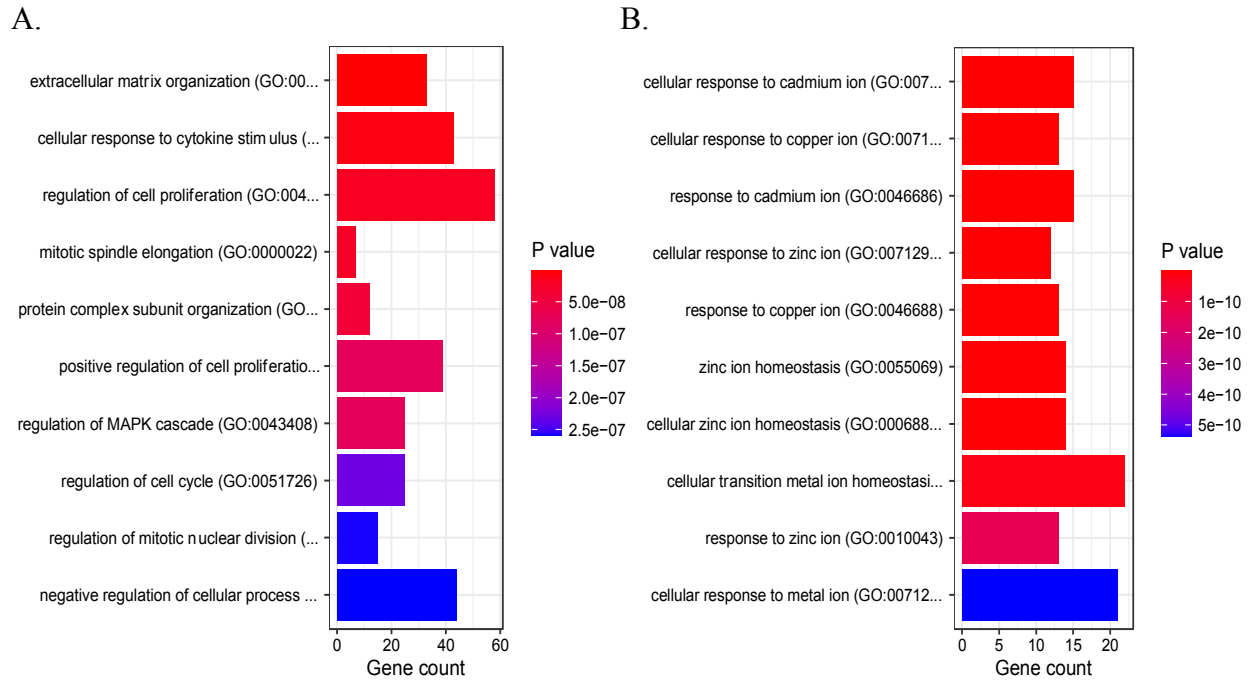 A.
extracellular matrix organization (GO:00...
cellular response to cytokine stimulus (...
regulation of cell proliferation (GO:004...
mitotic spindle elongation (GO:0000022)
protein complex subunit organization (GO...
positive regulation of cell proliferatio...
regulation of MAPK cascade (GO:0043408)
regulation of cell cycle (GO:0051726)
regulation of mitotic nuclear division (...
negative regulation of cellular process ...
0 20 40 60
Gene count
P value
5.0e−08
1.0e−07
1.5e−07
2.0e−07
2.5e−07
B.
cellular response to cadmium ion (GO:007...
cellular response to copper ion (GO:0071...
response to cadmium ion (GO:0046686)
cellular response to zinc ion (GO:007129...
response to copper ion (GO:0046688)
zinc ion homeostasis (GO:0055069)
cellular zinc ion homeostasis (GO:000688...
cellular transition metal ion homeostasi...
response to zinc ion (GO:0010043)
cellular response to metal ion (GO:00712...
0 5 10 15 20
Gene count
P value
1e−10
2e−10
3e−10
4e−10
5e−10